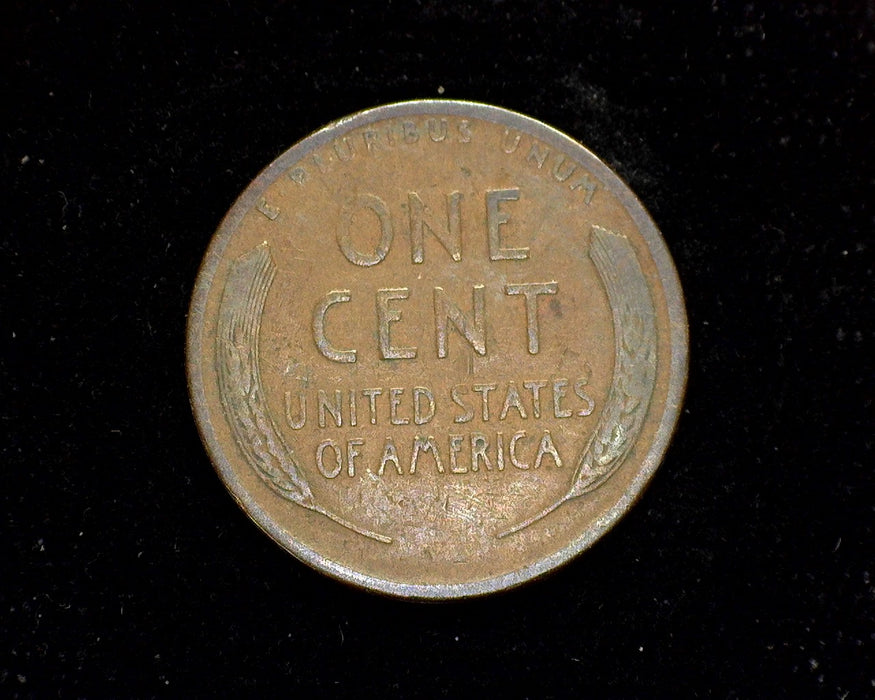 E PLURIBUS UNUM
ONE
CENT
UNITED STATES
OF AMERICA